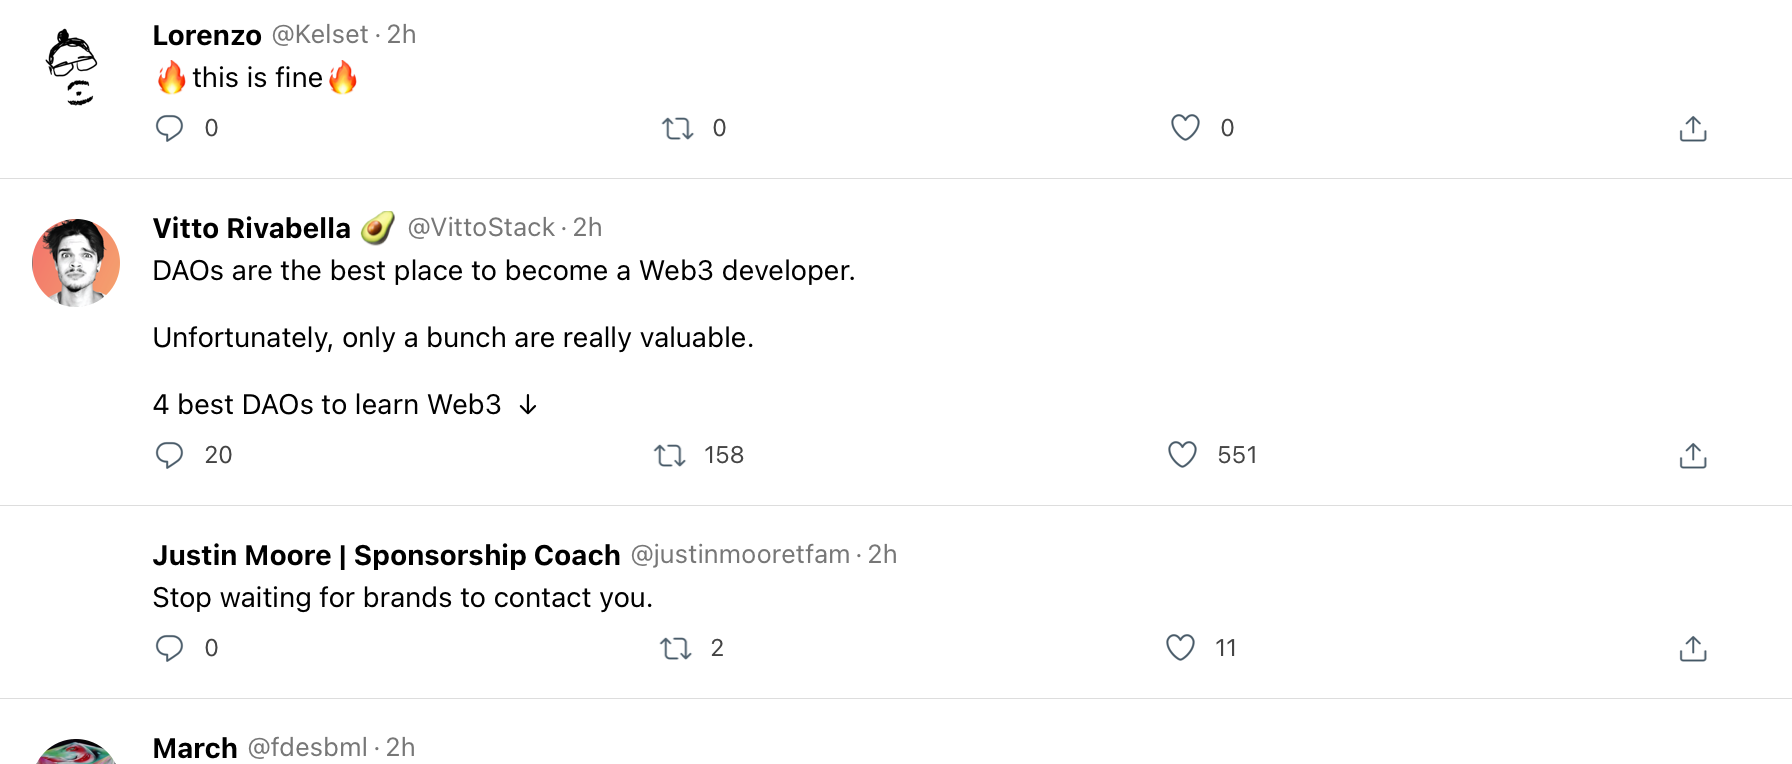 Lorenzo @Kelset · 2h
🔥this is fine🔥
0 0 0
Vitto Rivabella 🥑 @VittoStack · 2h
DAOs are the best place to become a Web3 developer.
Unfortunately, only a bunch are really valuable.
4 best DAOs to learn Web3 ↓
20 158 551
Justin Moore | Sponsorship Coach @justinmooretfam · 2h
Stop waiting for brands to contact you.
0 2 11
March @fdesbml · 2h